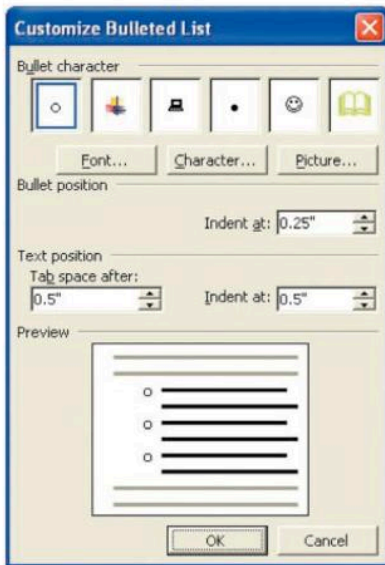 Customize Bulleted List
Bullet character
Font... Character... Picture...
Bullet position
Indent at: 0.25"
Text position
Tab space after:
0.5" Indent at: 0.5"
Preview
OK Cancel